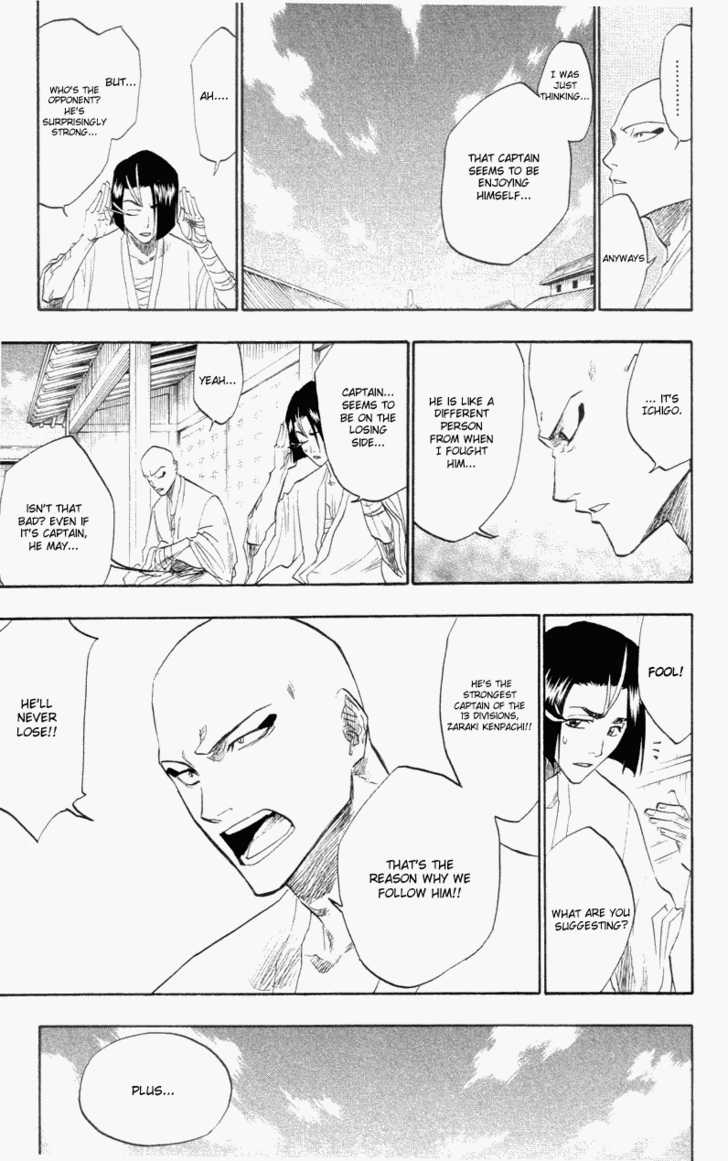 .........
ANYWAYS
I WAS
JUST
THINKING...
THAT CAPTAIN
SEEMS TO BE
ENJOYING
HIMSELF...
AH....
BUT...
WHO'S THE
OPPONENT?
HE'S
SURPRISINGLY
STRONG...
... IT'S
ICHIGO.
HE IS LIKE A
DIFFERENT
PERSON
FROM WHEN
I FOUGHT
HIM...
CAPTAIN...
SEEMS TO
BE ON THE
LOSING
SIDE...
YEAH...
ISN'T THAT
BAD? EVEN IF
IT'S CAPTAIN,
HE MAY...
FOOL!
WHAT ARE YOU
SUGGESTING?
HE'S THE
STRONGEST
CAPTAIN OF THE
13 DIVISIONS,
ZARAKI KENPACHI!!
THAT'S THE
REASON WHY WE
FOLLOW HIM!!
HE'LL
NEVER
LOSE!!
PLUS...